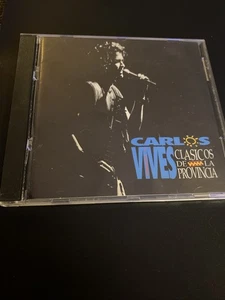 CARLOS
VIVES
CLASICOS
DE LA
PROVINCIA